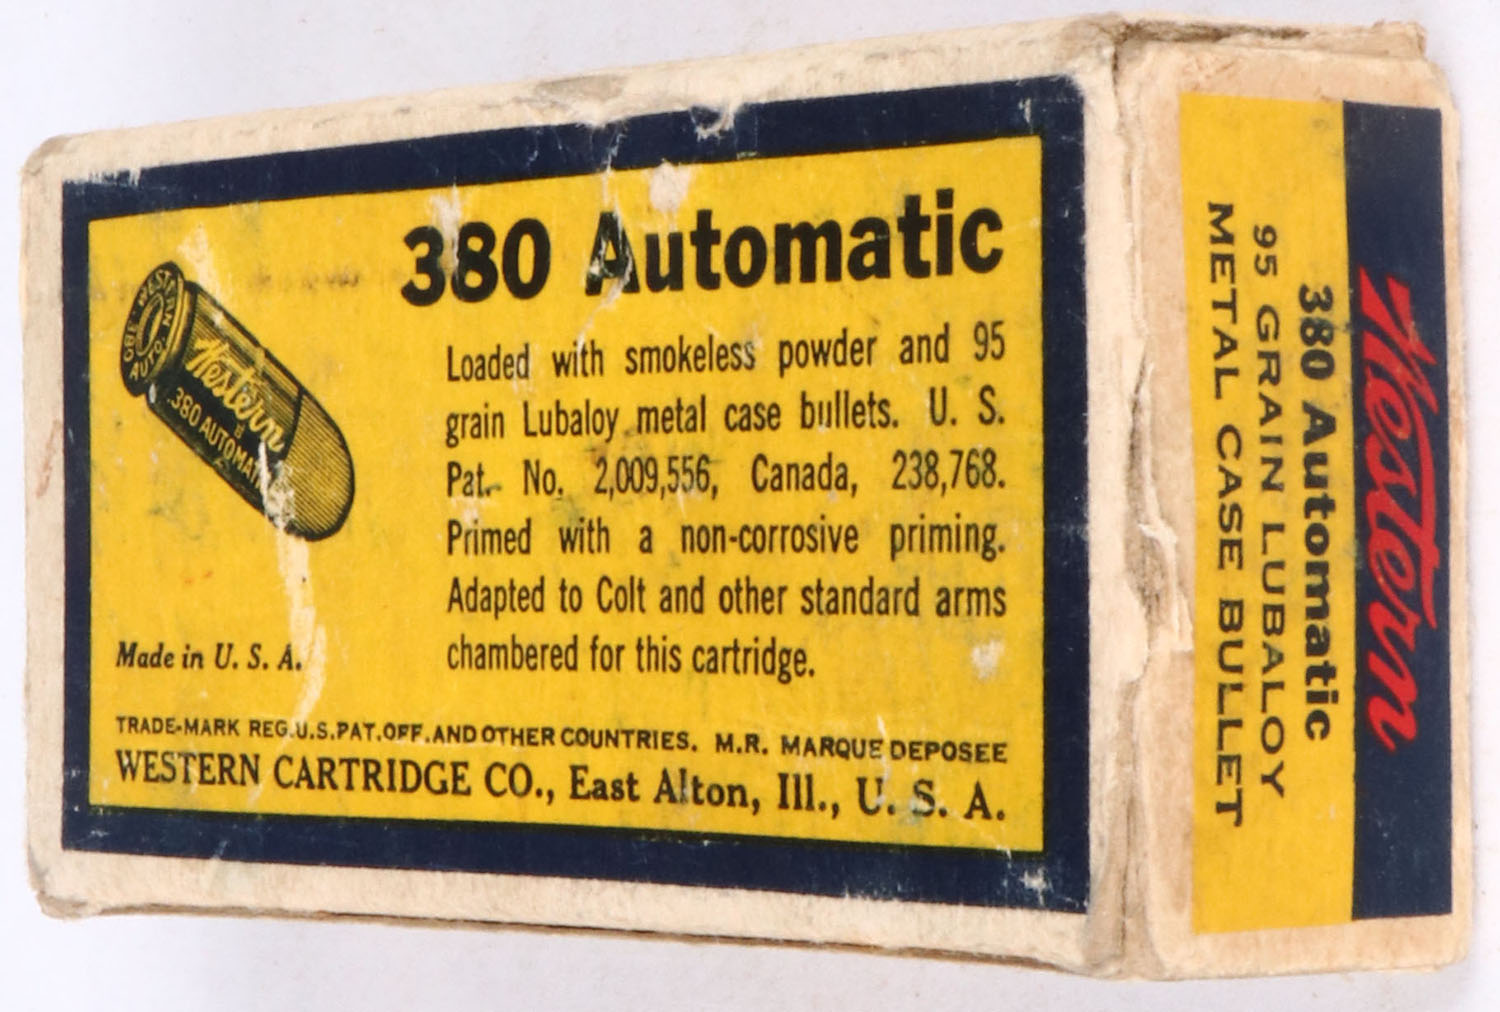 380 Automatic
Loaded with smokeless powder and 95
grain Lubaloy metal case bullets. U. S.
Pat. No. 2,009,556, Canada, 238,768.
Primed with a non-corrosive priming.
Adapted to Colt and other standard arms
chambered for this cartridge.
WESTERN
380 AUTO.
Western
.380 AUTOMATIC
Made in U. S. A.
TRADE-MARK REG.U.S.PAT.OFF.AND OTHER COUNTRIES. M.R. MARQUE DEPOSEE
WESTERN CARTRIDGE CO., East Alton, Ill., U. S. A.
Western
380 Automatic
95 GRAIN LUBALOY
METAL CASE BULLET